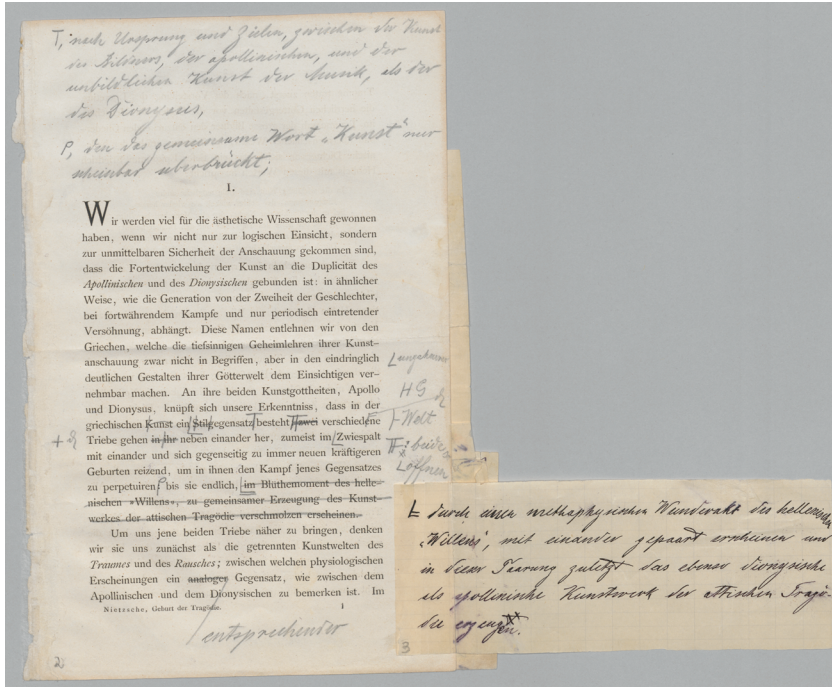 T, nach Ursprung und Zielen, zwischen der Kunst
des Bildners, der apollinischen, und der
unbildlichen Kunst der Musik, als der
des Dionysus,
P, den das gemeinsame Wort „Kunst“ nur
scheinbar überbrückt;
1.
Wir werden viel für die ästhetische Wissenschaft gewonnen
haben, wenn wir nicht nur zur logischen Einsicht, sondern
zur unmittelbaren Sicherheit der Anschauung gekommen sind,
dass die Fortentwickelung der Kunst an die Duplicität des
Apollinischen und des Dionysischen gebunden ist: in ähnlicher
Weise, wie die Generation von der Zweiheit der Geschlechter,
bei fortwährendem Kampfe und nur periodisch eintretender
Versöhnung, abhängt. Diese Namen entlehnen wir von den
Griechen, welche die tiefsinnigen Geheimlehren ihrer Kunst-
anschauung zwar nicht in Begriffen, aber in den eindringlich
deutlichen Gestalten ihrer Götterwelt dem Einsichtigen ver-
nehmbar machen. An ihre beiden Kunstgottheiten, Apollo
und Dionysus, knüpft sich unsere Erkenntniss, dass in der
griechischen Kunst ein Stilgegensatz besteht: zwei verschiedene
Triebe gehen in ihr neben einander her, zumeist im Zwiespalt
mit einander und sich gegenseitig zu immer neuen kräftigeren
Geburten reizend, um in ihnen den Kampf jenes Gegensatzes
zu perpetuiren: bis sie endlich, im Blüthemoment des helle-
nischen »Willens«, zu gemeinsamer Erzeugung des Kunst-
werkes der attischen Tragödie verschmolzen erscheinen.
Um uns jene beiden Triebe näher zu bringen, denken
wir sie uns zunächst als die getrennten Kunstwelten des
Traumes und des Rausches; zwischen welchen physiologischen
Erscheinungen ein analoger Gegensatz, wie zwischen dem
Apollinischen und dem Dionysischen zu bemerken ist. Im
Nietzsche, Geburt der Tragödie. 1
entsprechender
2
ungeheurer
HG
Welt
: beide so
offnen
L durch einen methaphysischen Wunderakt des hellenischen
„Willens‘, mit einander gepaart erscheinen und
in dieser Paarung zuletzt das ebenso dionysische
als apollinische Kunstwerk der attischen Tragö-
die erzeugen.
3